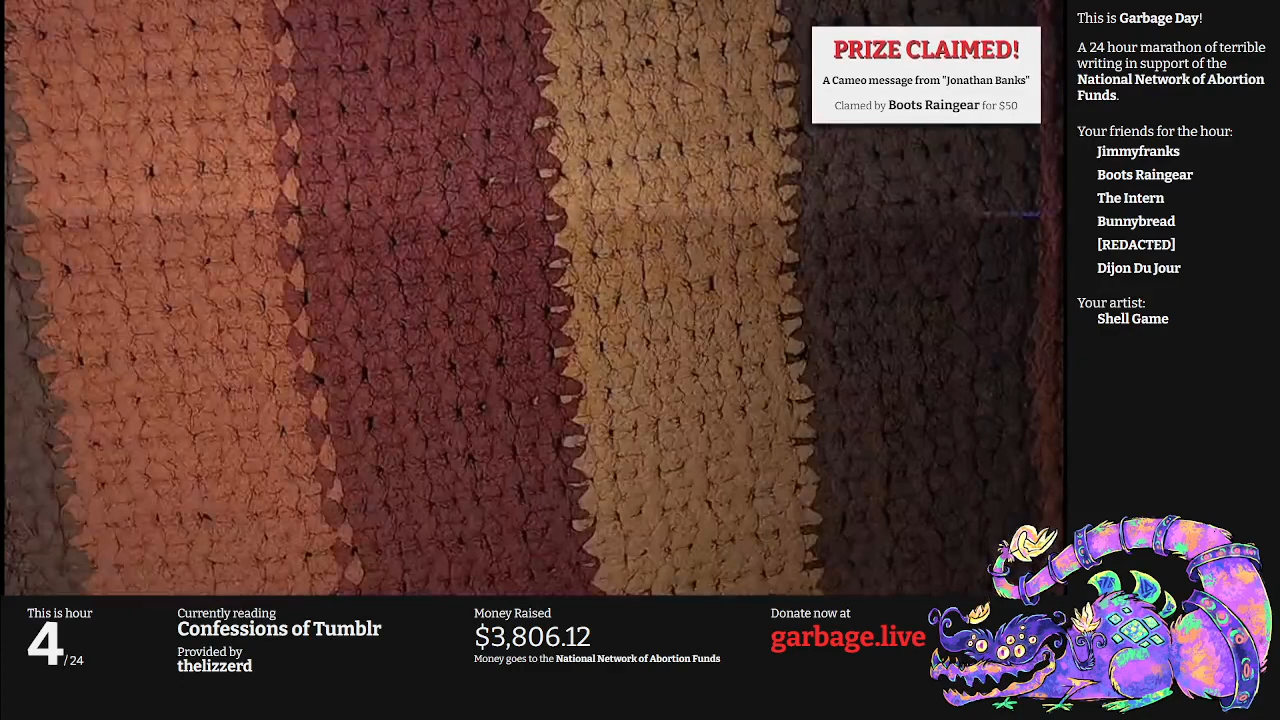 PRIZE CLAIMED!
A Cameo message from "Jonathan Banks"
Clamed by Boots Raingear for $50
This is Garbage Day!
A 24 hour marathon of terrible
writing in support of the
National Network of Abortion
Funds.
Your friends for the hour:
Jimmyfranks
Boots Raingear
The Intern
Bunnybread
[REDACTED]
Dijon Du Jour
Your artist:
Shell Game
This is hour
4 / 24
Currently reading
Confessions of Tumblr
Provided by
thelizzerd
Money Raised
$3,806.12
Money goes to the National Network of Abortion Funds
Donate now at
garbage.live